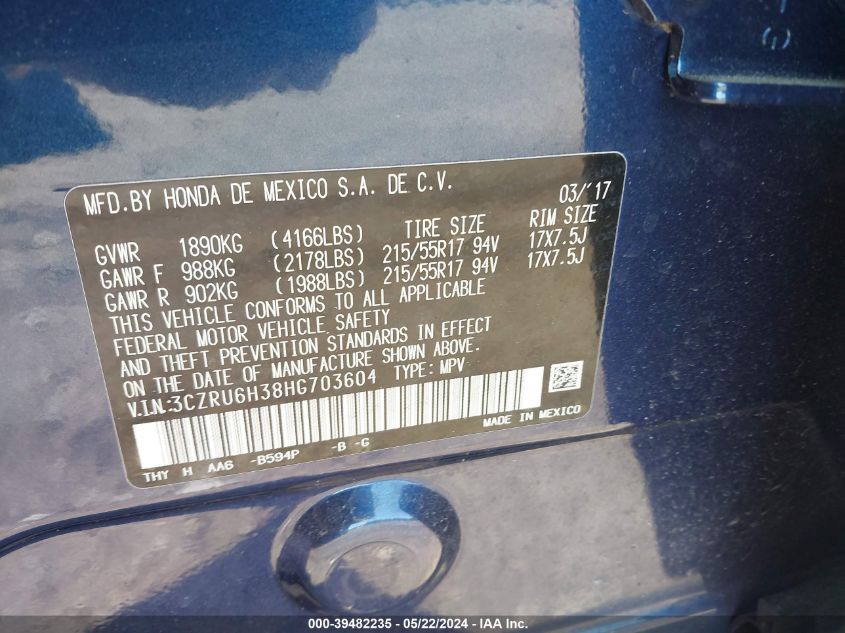 MFD.BY HONDA DE MEXICO S.A. DE C.V. 03/'17
TIRE SIZE RIM SIZE
GVWR 1890KG (4166LBS)
GAWR F 988KG (2178LBS) 215/55R17 94V 17X7.5J
GAWR R 902KG (1988LBS) 215/55R17 94V 17X7.5J
THIS VEHICLE CONFORMS TO ALL APPLICABLE
FEDERAL MOTOR VEHICLE SAFETY
AND THEFT PREVENTION STANDARDS IN EFFECT
ON THE DATE OF MANUFACTURE SHOWN ABOVE.
V.I.N:3CZRU6H38HG703604 TYPE: MPV
MADE IN MEXICO
THY H AA6 -B594P -B -G
000-39482235 - 05/22/2024 - IAA Inc.